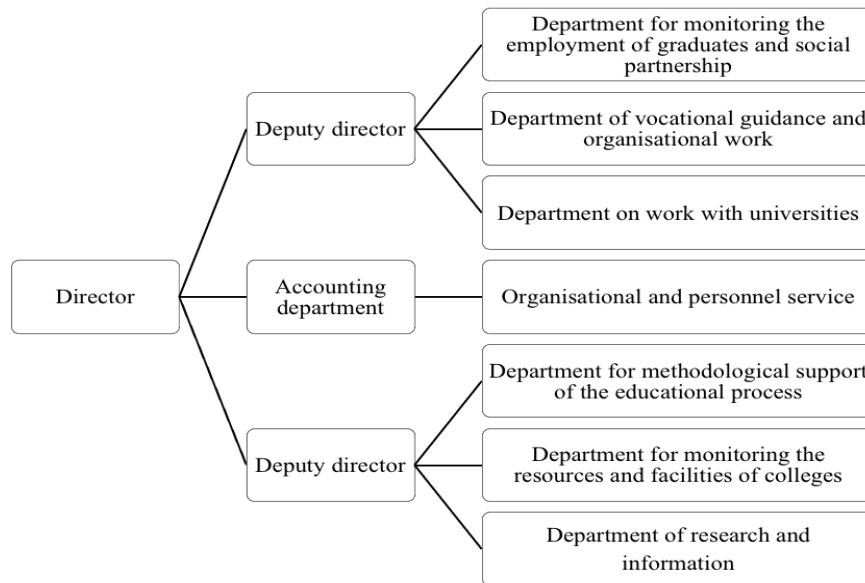 Department for monitoring the
employment of graduates and social
partnership
Deputy director
Department of vocational guidance and
organisational work
Department on work with universities
Director
Accounting
department
Organisational and personnel service
Department for methodological support
of the educational process
Deputy director
Department for monitoring the
resources and facilities of colleges
Department of research and
information